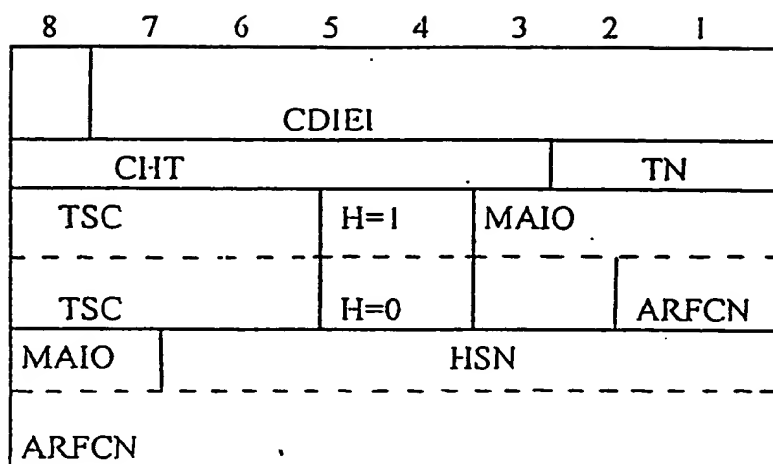 8 7 6 5 4 3 2 1
CDIEI
CHT TN
TSC H=1 MAIO
TSC H=0 ARFCN
MAIO HSN
ARFCN